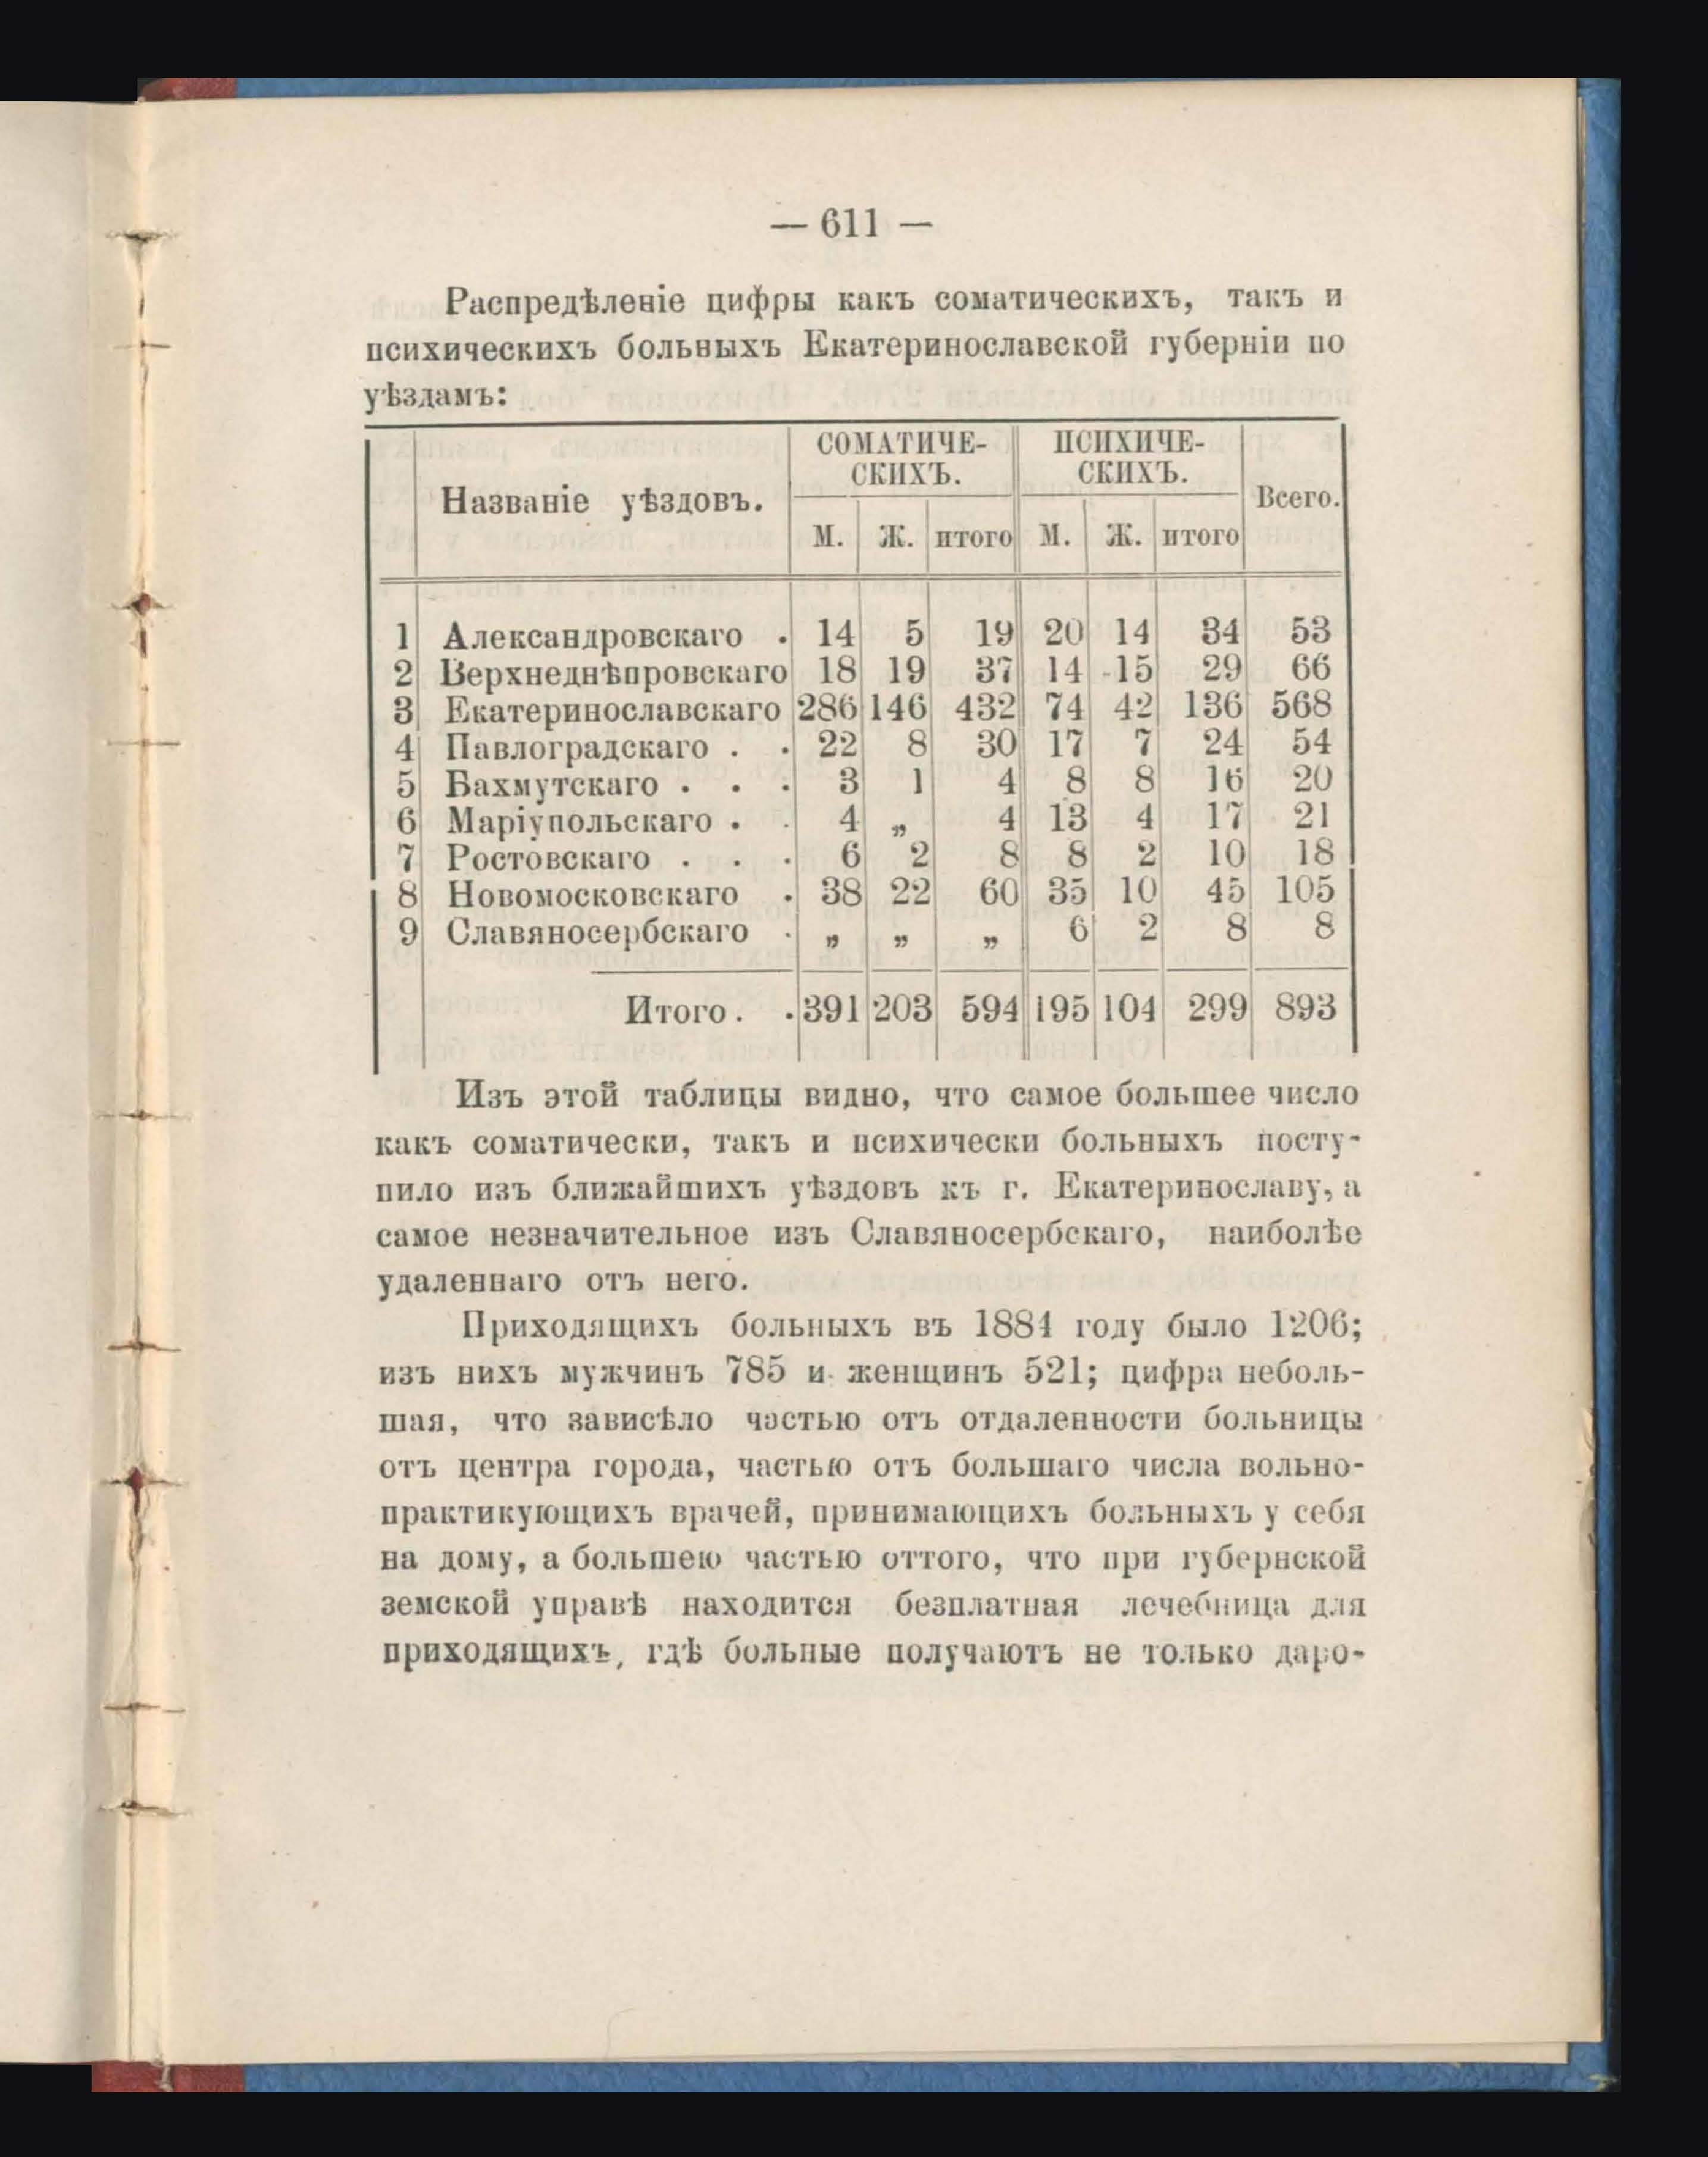 — 611 —
Распредѣленіе цифры какъ соматическихъ, такъ и
психическихъ больныхъ Екатеринославской губерніи по
уѣздамъ:
Названіе уѣздовъ. СОМАТИЧЕ- ПСИХИЧЕ- Всего.
СКИХЪ. СКИХЪ.
М. Ж. итого М. Ж. итого
1 Александровскаго . 14 5 19 20 14 34 53
2 Верхнеднѣпровскаго 18 19 37 14 15 29 66
3 Екатеринославскаго 286 146 432 74 42 136 568
4 Павлоградскаго . . 22 8 30 17 7 24 54
5 Бахмутскаго . . . 3 1 4 8 8 16 20
6 Маріупольскаго . . 4 „ 4 13 4 17 21
7 Ростовскаго . . . 6 2 8 8 2 10 18
8 Новомосковскаго . 38 22 60 35 10 45 105
9 Славяносербскаго . „ „ „ 6 2 8 8
Итого . . 391 203 594 195 104 299 893
Изъ этой таблицы видно, что самое большее число
какъ соматически, такъ и психически больныхъ посту-
пило изъ ближайшихъ уѣздовъ къ г. Екатеринославу, а
самое незначительное изъ Славяносербскаго, наиболѣе
удаленнаго отъ него.
Приходящихъ больныхъ въ 1884 году было 1206;
изъ нихъ мужчинъ 785 и женщинъ 521; цифра неболь-
шая, что зависѣло частью отъ отдаленности больницы
отъ центра города, частью отъ большаго числа вольно-
практикующихъ врачей, принимающихъ больныхъ у себя
на дому, а большею частью оттого, что при губернской
земской управѣ находится безплатная лечебница для
приходящихъ, гдѣ больные получаютъ не только даро-